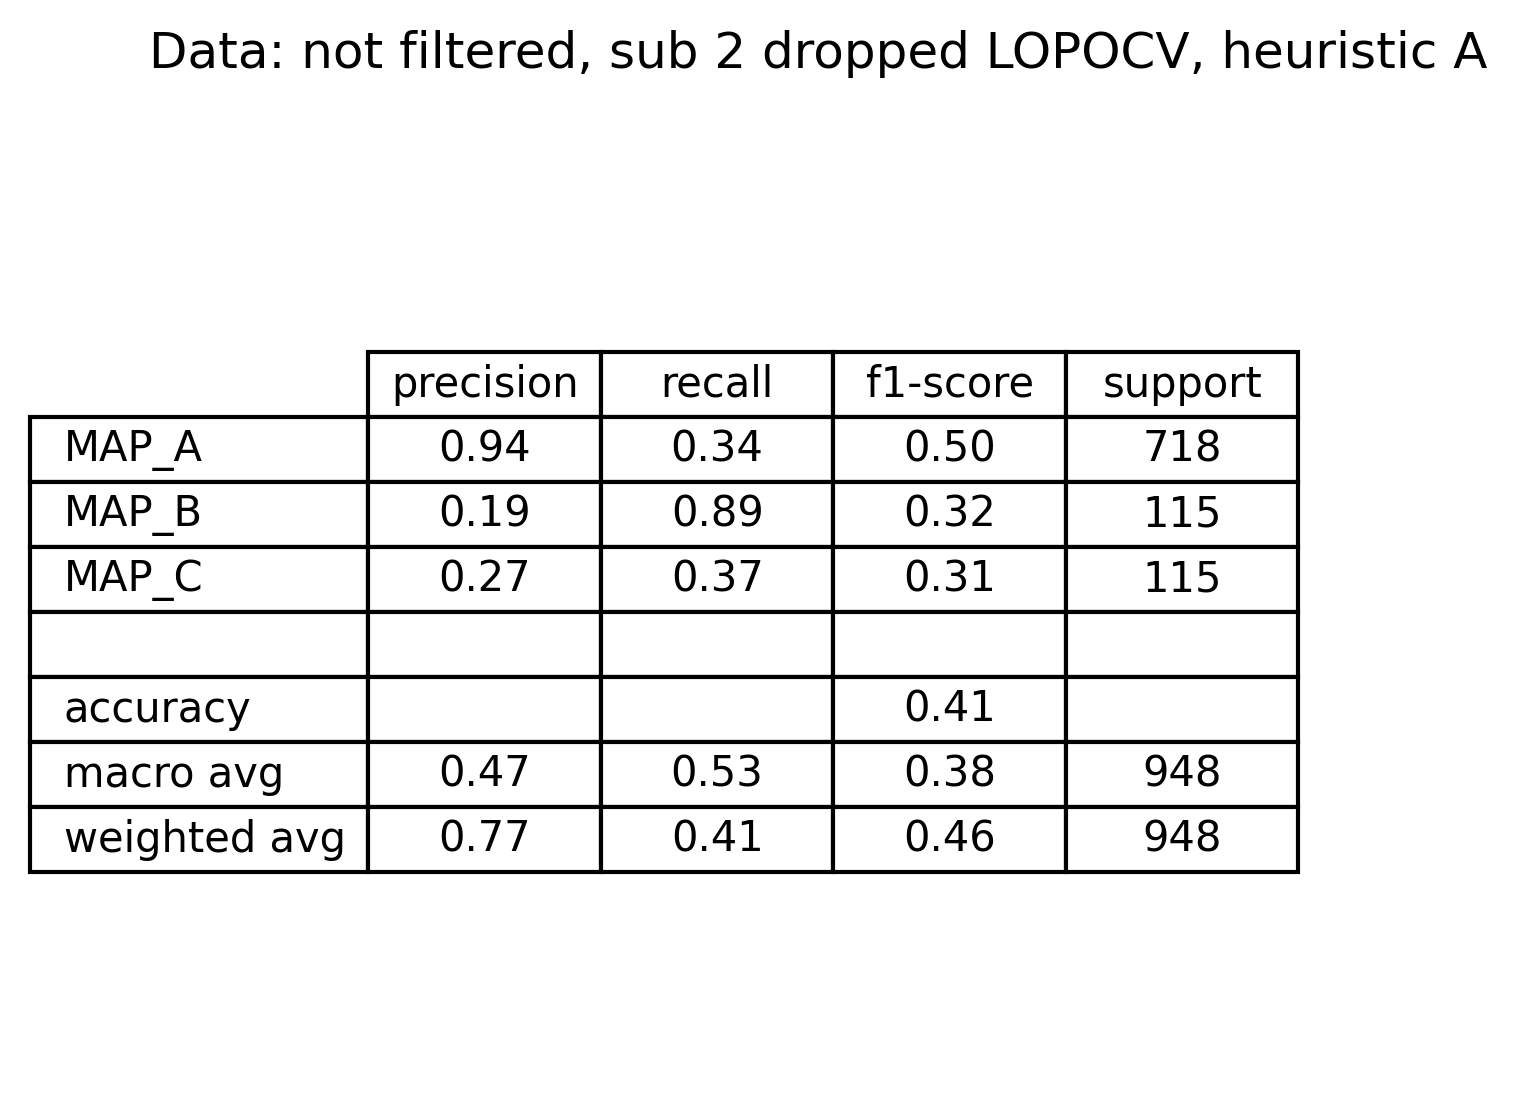 Data: not filtered, sub 2 dropped LOPOCV, heuristic A
precision recall f1-score support
MAP_A 0.94 0.34 0.50 718
MAP_B 0.19 0.89 0.32 115
MAP_C 0.27 0.37 0.31 115
accuracy 0.41
macro avg 0.47 0.53 0.38 948
weighted avg 0.77 0.41 0.46 948